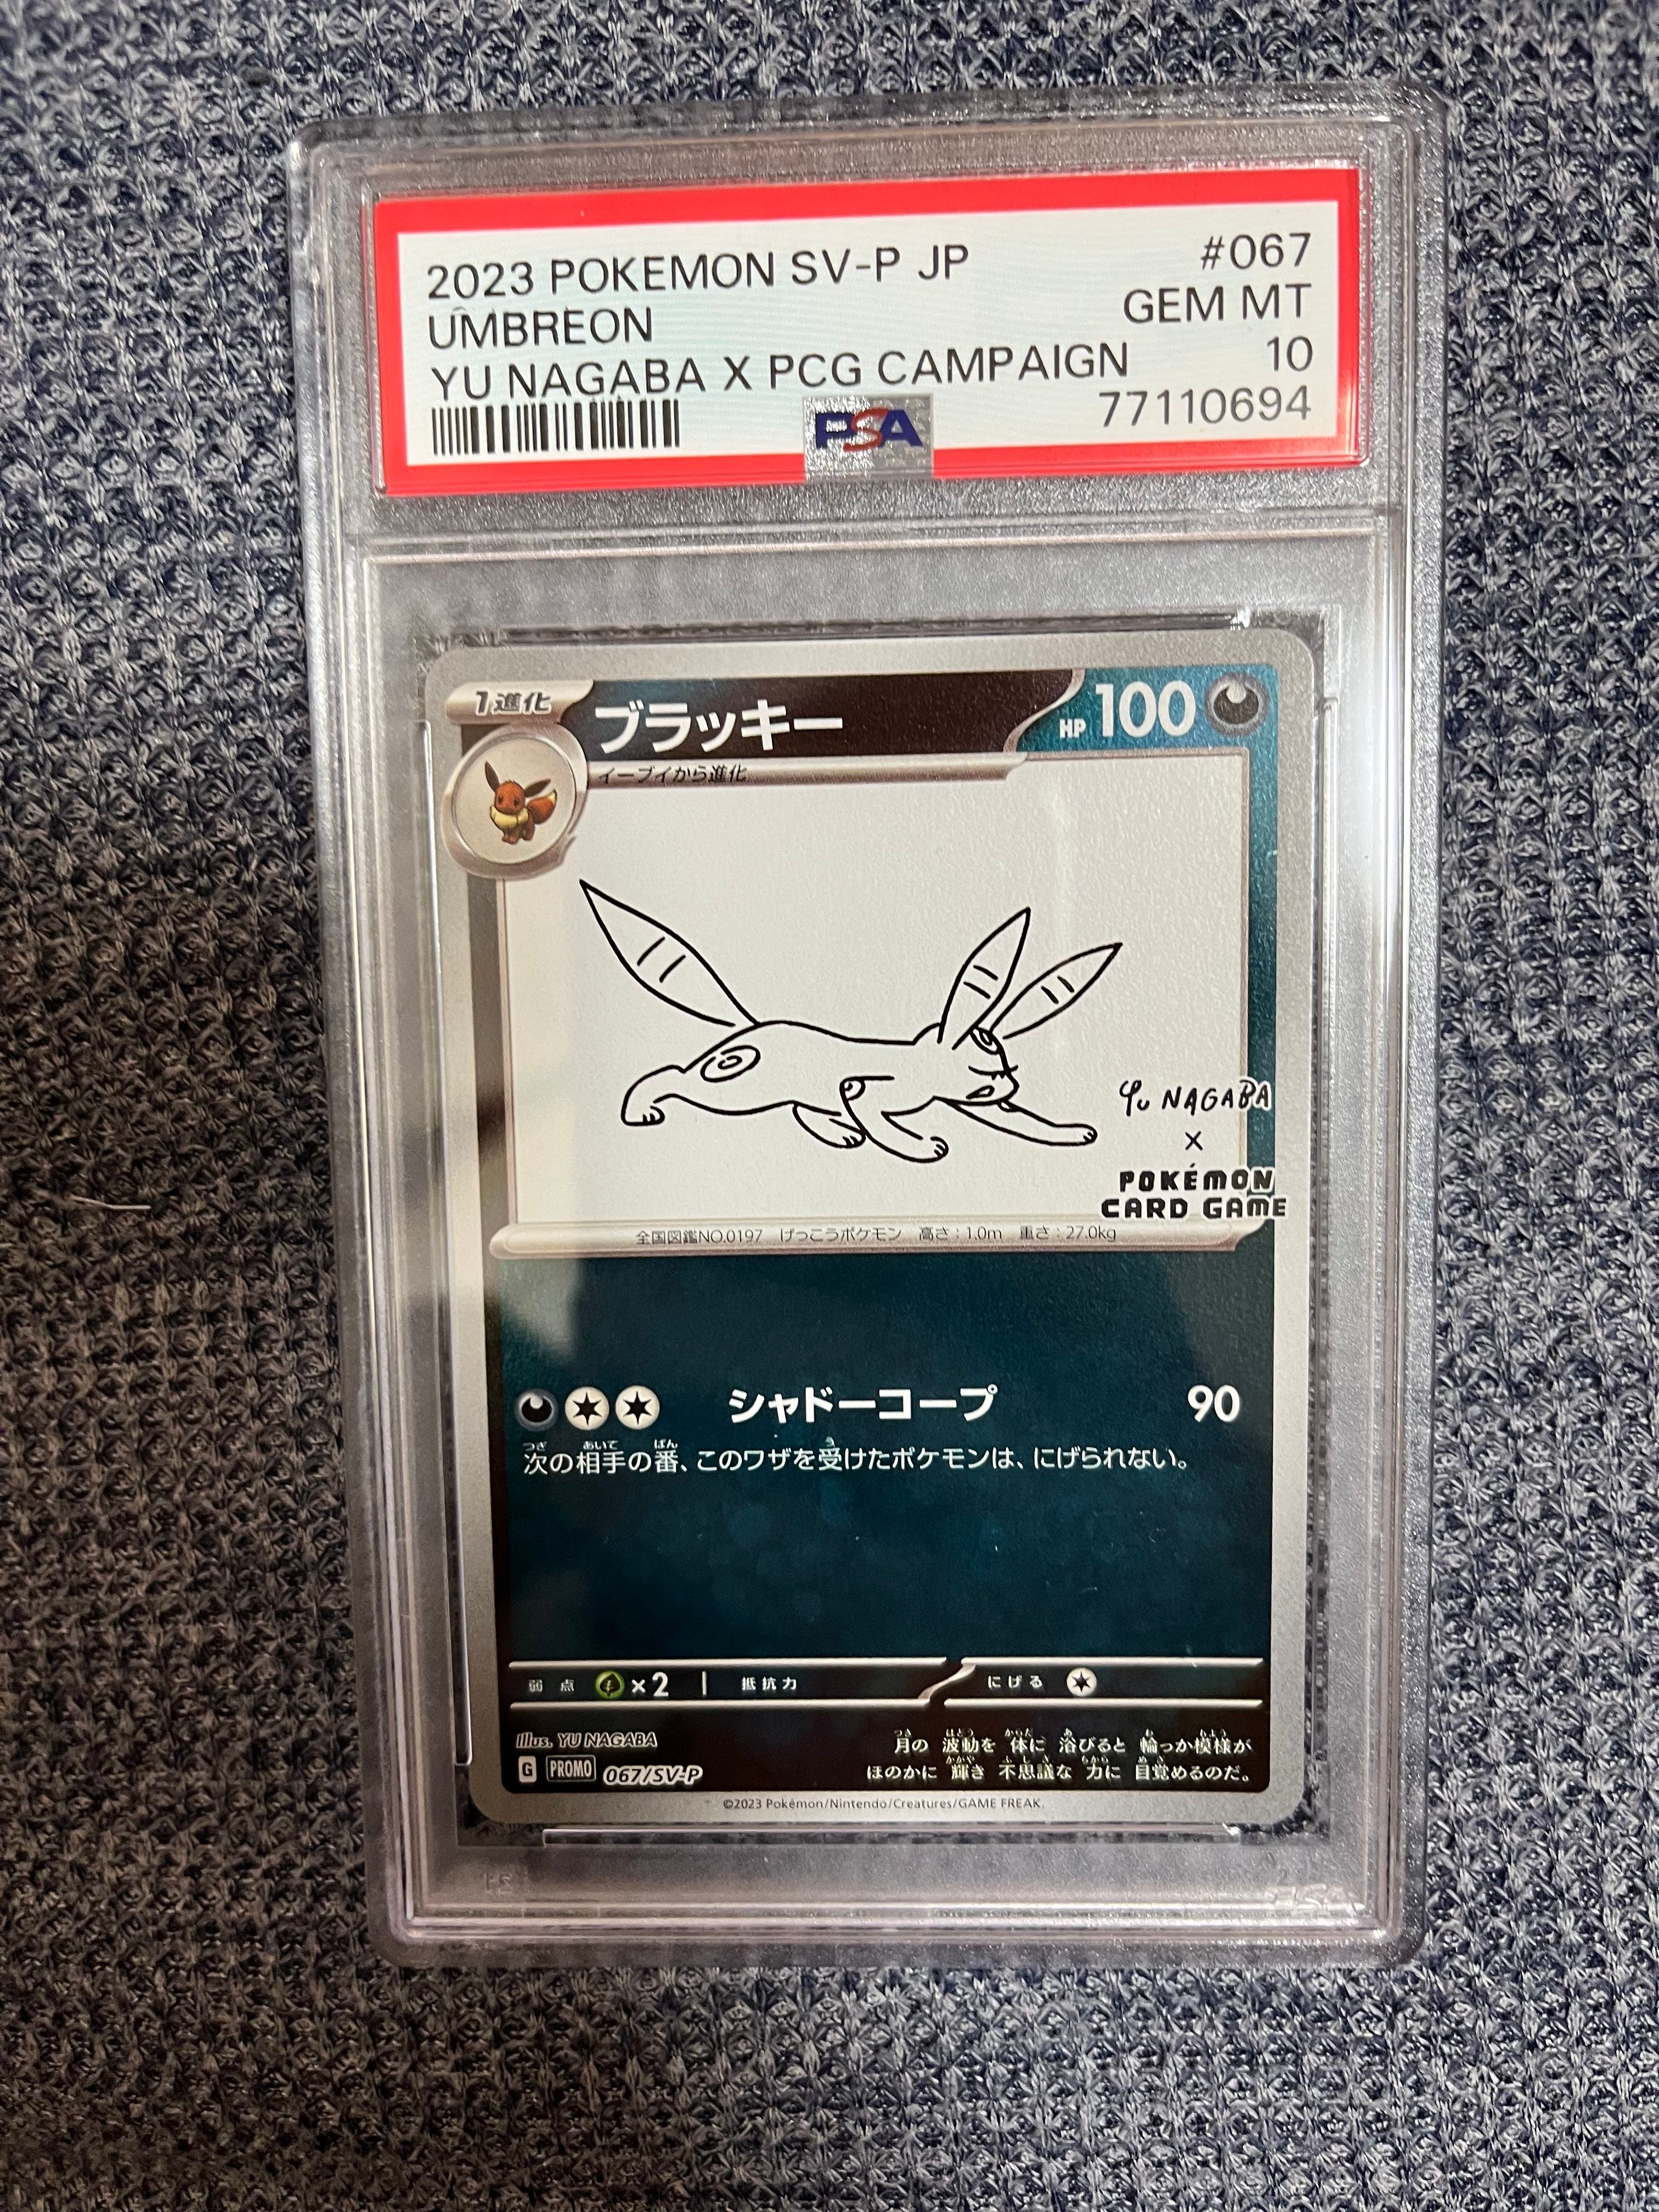 2023 POKEMON SV-P JP #067
UMBREON GEM MT
YU NAGABA X PCG CAMPAIGN 10
PSA 77110694
1進化
ブラッキー HP 100
イーブイから進化
Yu NAGABA
×
POKÉMON
CARD GAME
全国図鑑NO.0197 げっこうポケモン 高さ:1.0m 重さ:27.0kg
シャドーコープ 90
次の相手の番、このワザを受けたポケモンは、にげられない。
弱点 ×2 抵抗力 にげる
Illus. YU NAGABA
月の 波動を 体に 浴びると 輪っか模様が
ほのかに 輝き 不思議な 力に 目覚めるのだ。
G PROMO 067/SV-P
©2023 Pokémon/Nintendo/Creatures/GAME FREAK.